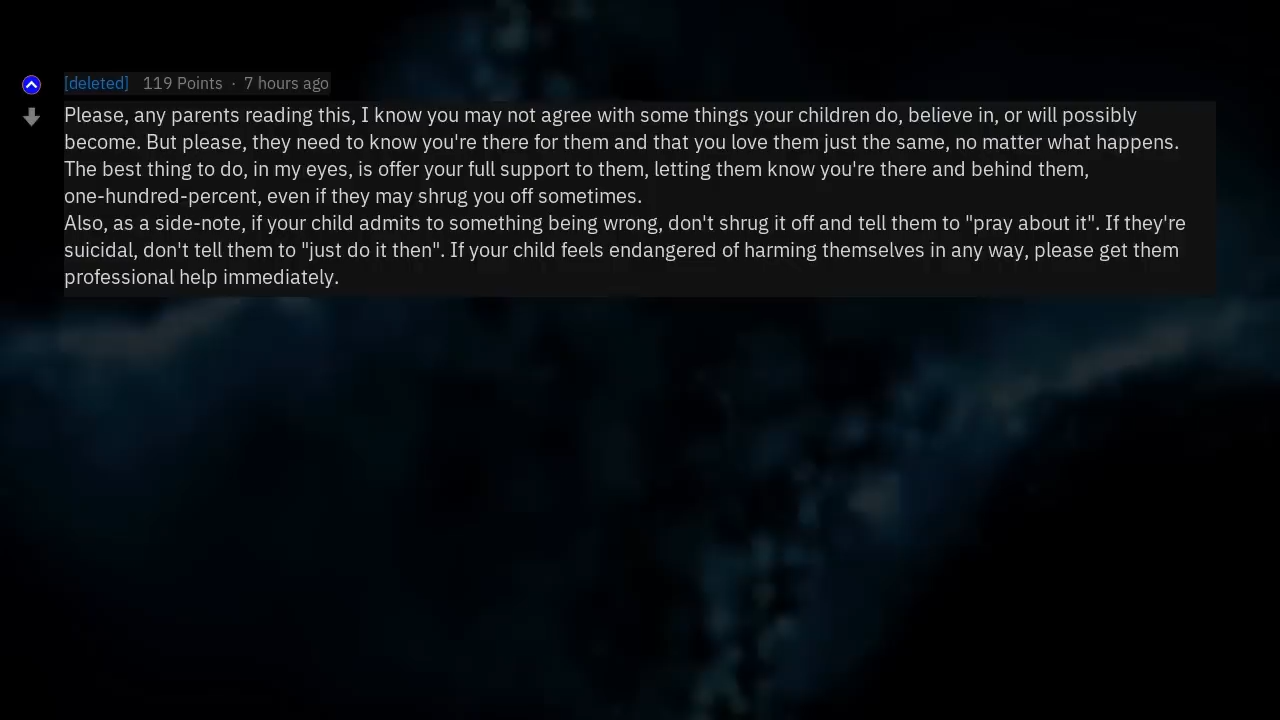 [deleted] 119 Points · 7 hours ago
Please, any parents reading this, I know you may not agree with some things your children do, believe in, or will possibly
become. But please, they need to know you're there for them and that you love them just the same, no matter what happens.
The best thing to do, in my eyes, is offer your full support to them, letting them know you're there and behind them,
one-hundred-percent, even if they may shrug you off sometimes.
Also, as a side-note, if your child admits to something being wrong, don't shrug it off and tell them to "pray about it". If they're
suicidal, don't tell them to "just do it then". If your child feels endangered of harming themselves in any way, please get them
professional help immediately.